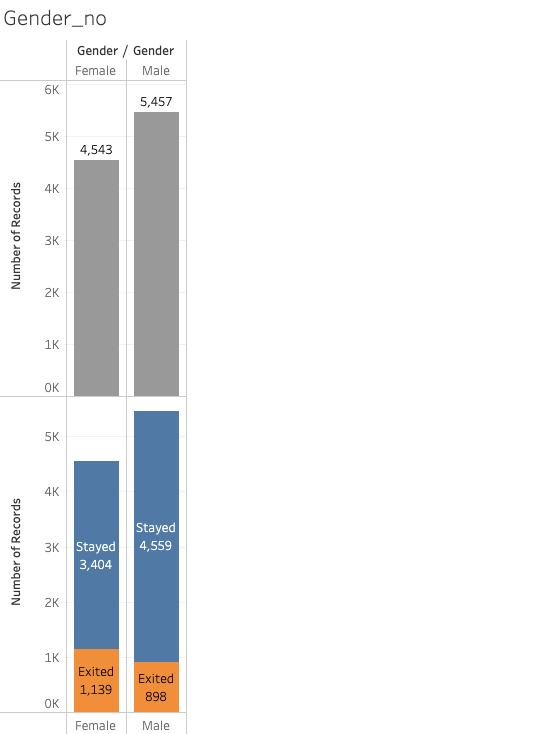 Gender_no
Gender / Gender
Female Male
6K
5K
4K
3K
2K
1K
0K
Number of Records
4,543
5,457
5K
4K
3K
2K
1K
0K
Number of Records
Stayed
3,404
Stayed
4,559
Exited
1,139
Exited
898
Female Male